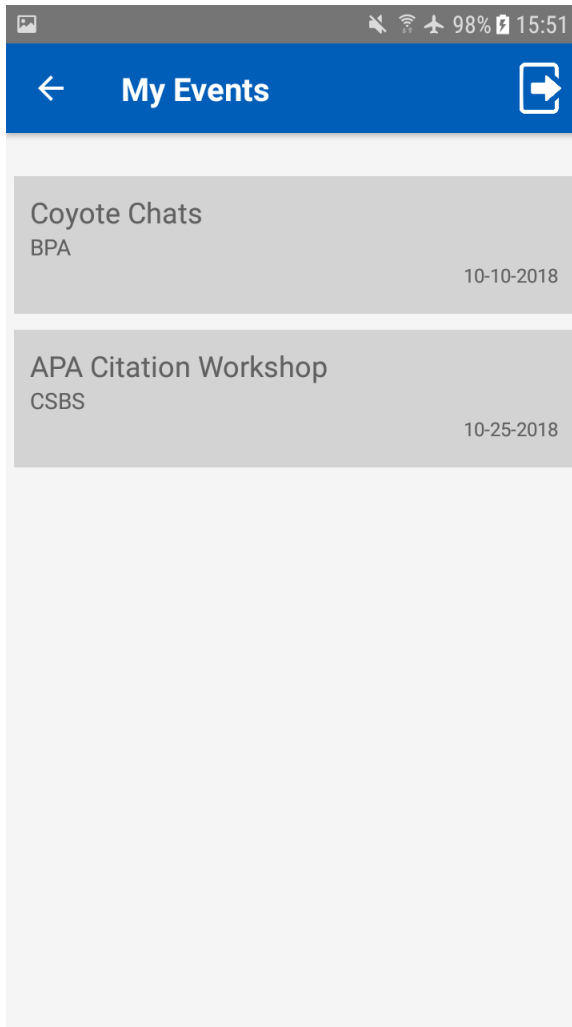 98% 15:51
My Events
Coyote Chats
BPA
10-10-2018
APA Citation Workshop
CSBS
10-25-2018